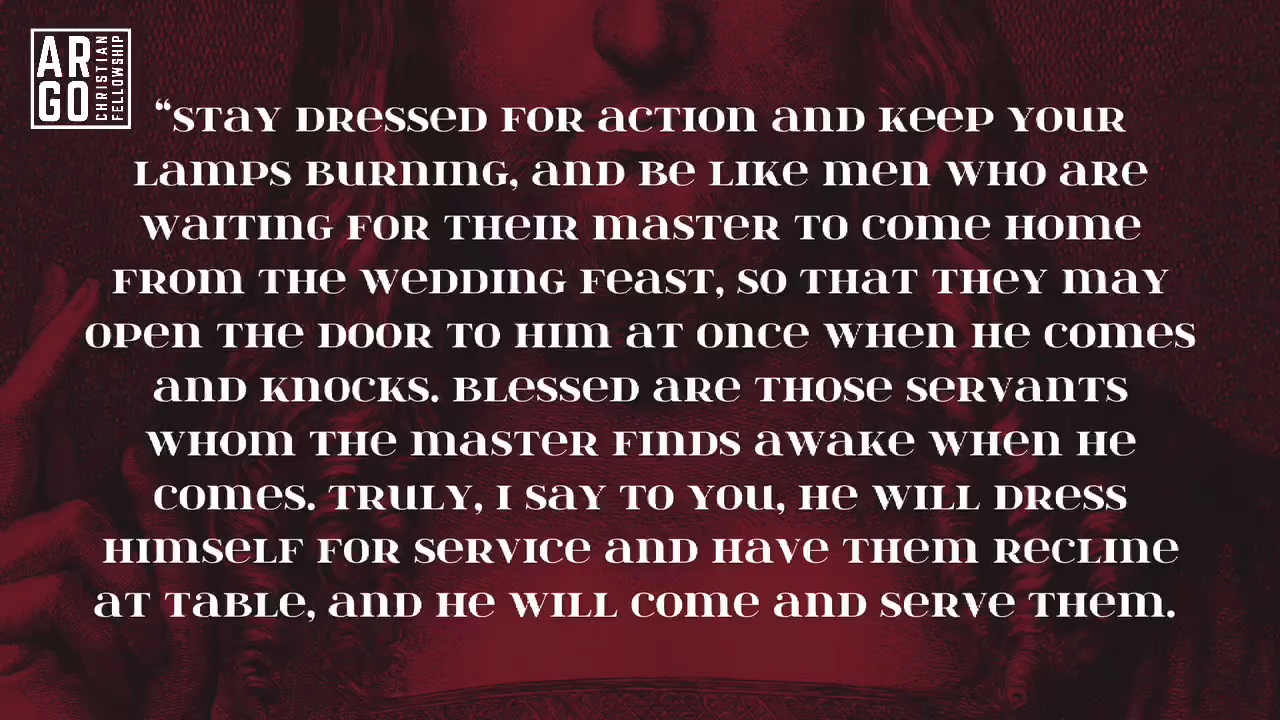 ARGO
CHRISTIAN
FELLOWSHIP
“STAY DRESSED FOR ACTION AND KEEP YOUR
LAMPS BURNING, AND BE LIKE MEN WHO ARE
WAITING FOR THEIR MASTER TO COME HOME
FROM THE WEDDING FEAST, SO THAT THEY MAY
OPEN THE DOOR TO HIM AT ONCE WHEN HE COMES
AND KNOCKS. BLESSED ARE THOSE SERVANTS
WHOM THE MASTER FINDS AWAKE WHEN HE
COMES. TRULY, I SAY TO YOU, HE WILL DRESS
HIMSELF FOR SERVICE AND HAVE THEM RECLINE
AT TABLE, AND HE WILL COME AND SERVE THEM.